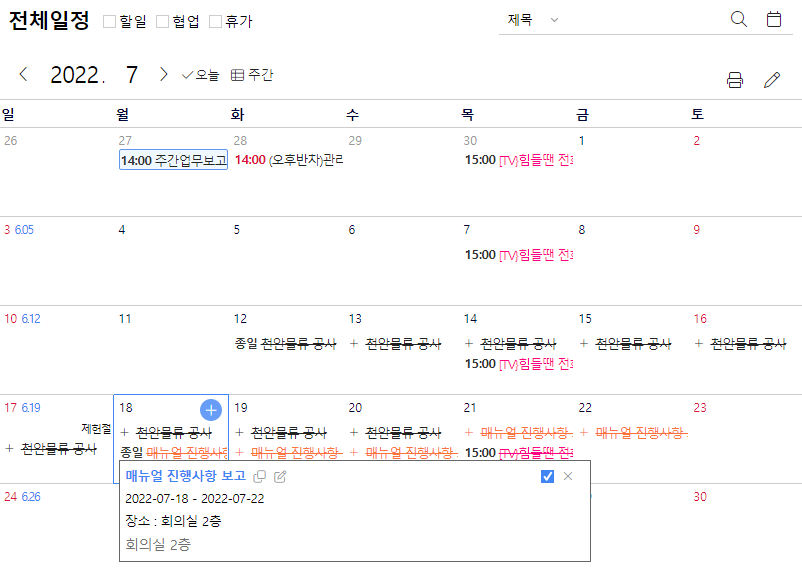 전체일정 할일 협업 휴가 제목
2022. 7 오늘 주간
일 월 화 수 목 금 토
26 27 28 29 30 1 2
14:00 주간업무보고 14:00 (오후반차)관리 15:00 [TV]힘들땐 전화
3 6.05 4 5 6 7 8 9
15:00 [TV]힘들땐 전화
10 6.12 11 12 13 14 15 16
종일 천안물류 공사 + 천안물류 공사 + 천안물류 공사 + 천안물류 공사 + 천안물류 공사
15:00 [TV]힘들땐 전화
17 6.19 18 19 20 21 22 23
제헌절 + 천안물류 공사 + 천안물류 공사 + 천안물류 공사 + 매뉴얼 진행사항 + 매뉴얼 진행사항
+ 천안물류 공사 종일 매뉴얼 진행사항 + 매뉴얼 진행사항 + 매뉴얼 진행사항 15:00 [TV]힘들땐 전화
매뉴얼 진행사항 보고
24 6.26 2022-07-18 - 2022-07-22 30
장소 : 회의실 2층
회의실 2층